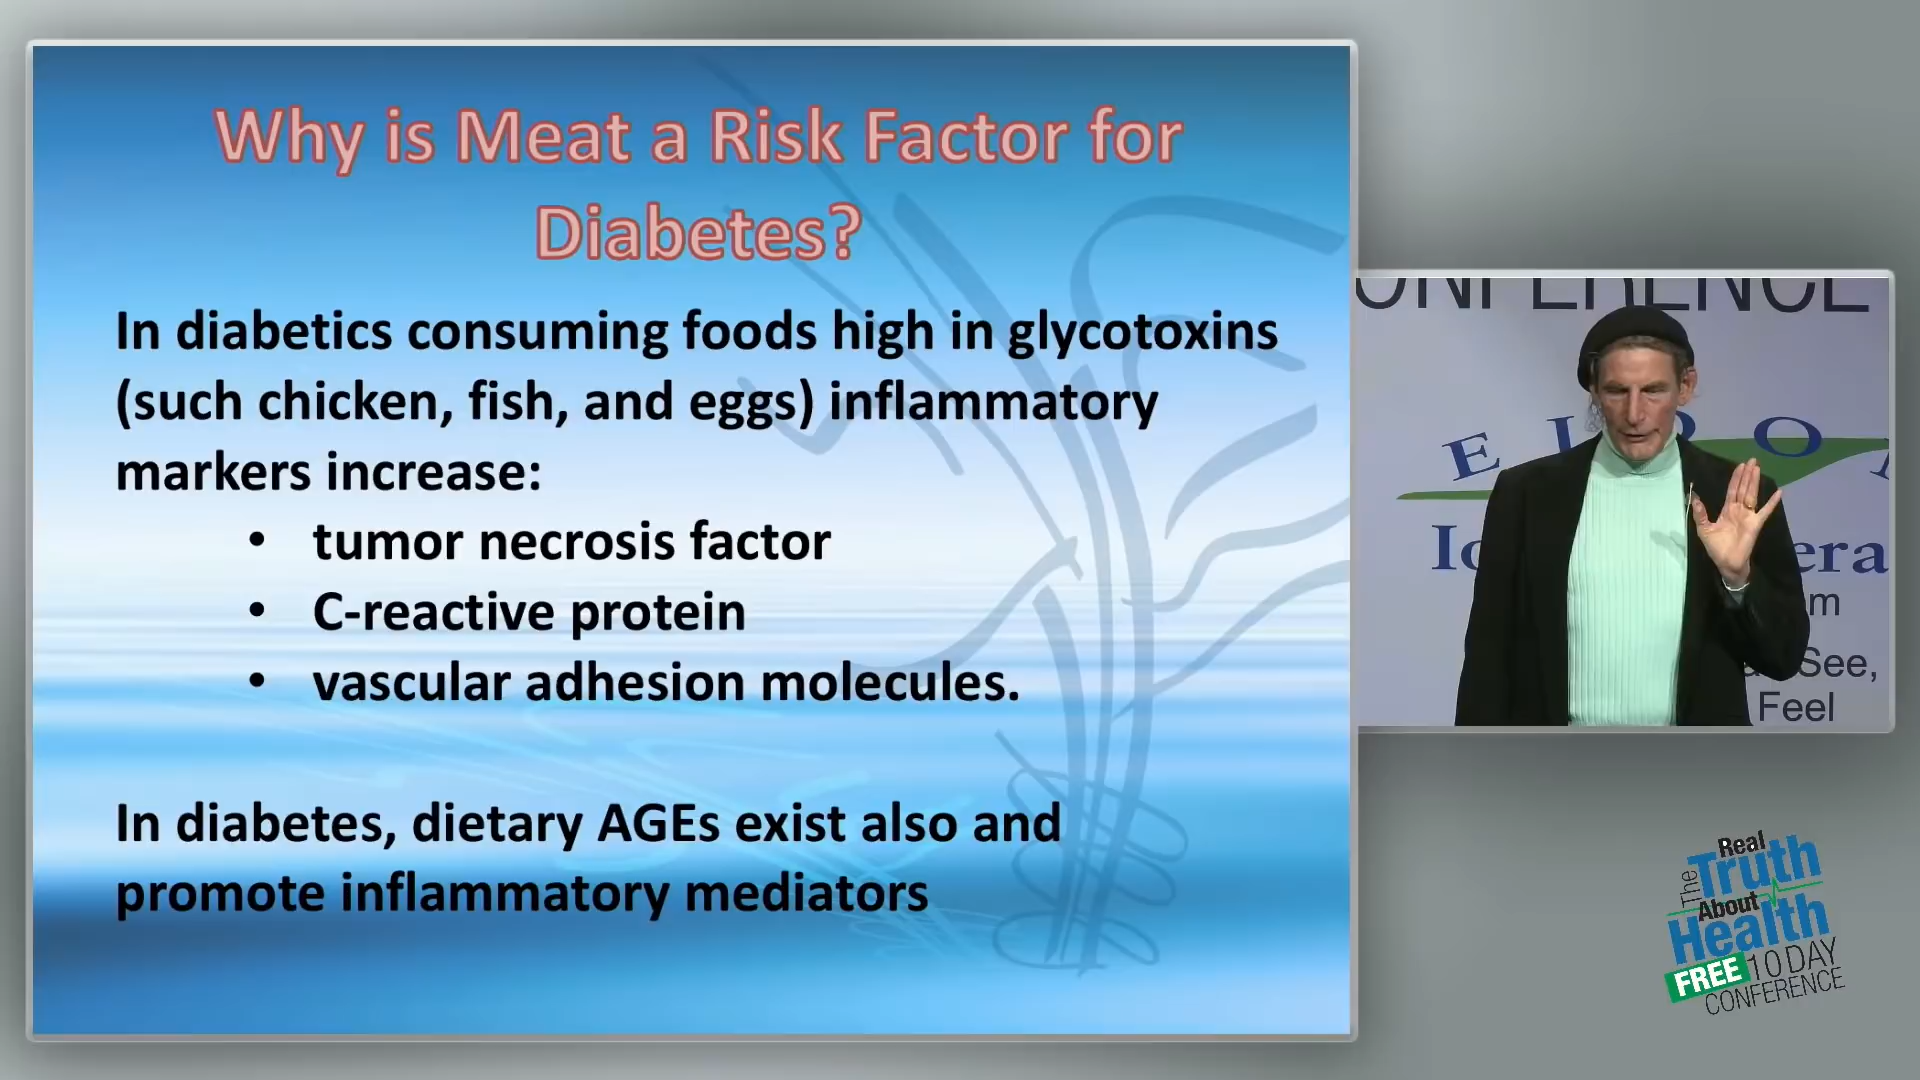 Why is Meat a Risk Factor for
Diabetes?
In diabetics consuming foods high in glycotoxins
(such chicken, fish, and eggs) inflammatory
markers increase:
• tumor necrosis factor
• C-reactive protein
• vascular adhesion molecules.
In diabetes, dietary AGEs exist also and
promote inflammatory mediators
CONFERENCE
See,
Feel
The Real
Truth
About
Health
FREE 10 DAY
CONFERENCE